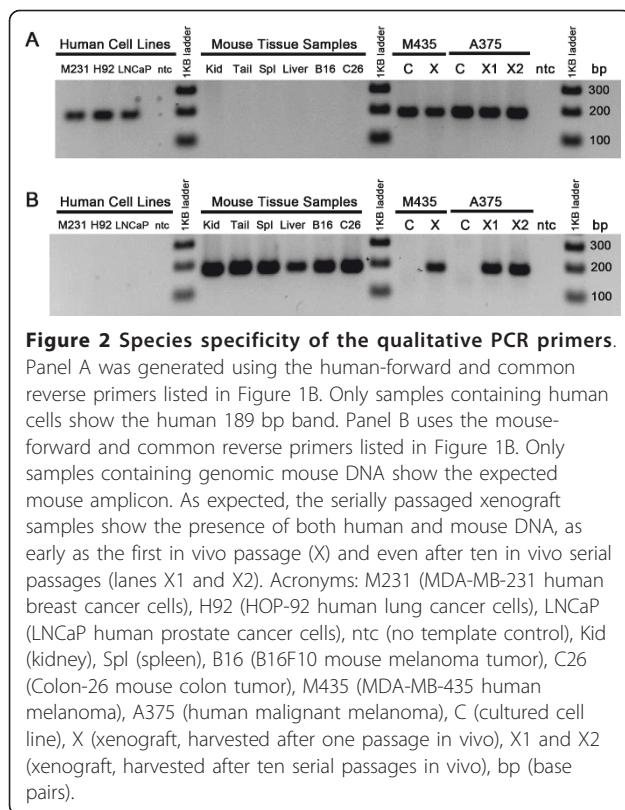 A
Human Cell Lines
Mouse Tissue Samples
M435
A375
M231 H92 LNCaP ntc
1KB ladder
Kid Tail Spl Liver B16 C26
1KB ladder
C X
C X1 X2 ntc
1KB ladder
bp
300
200
100
B
Human Cell Lines
Mouse Tissue Samples
M435
A375
M231 H92 LNCaP ntc
1KB ladder
Kid Tail Spl Liver B16 C26
1KB ladder
C X
C X1 X2 ntc
1KB ladder
bp
300
200
100
Figure 2 Species specificity of the qualitative PCR primers.
Panel A was generated using the human-forward and common
reverse primers listed in Figure 1B. Only samples containing human
cells show the human 189 bp band. Panel B uses the mouse-
forward and common reverse primers listed in Figure 1B. Only
samples containing genomic mouse DNA show the expected
mouse amplicon. As expected, the serially passaged xenograft
samples show the presence of both human and mouse DNA, as
early as the first in vivo passage (X) and even after ten in vivo serial
passages (lanes X1 and X2). Acronyms: M231 (MDA-MB-231 human
breast cancer cells), H92 (HOP-92 human lung cancer cells), LNCaP
(LNCaP human prostate cancer cells), ntc (no template control), Kid
(kidney), Spl (spleen), B16 (B16F10 mouse melanoma tumor), C26
(Colon-26 mouse colon tumor), M435 (MDA-MB-435 human
melanoma), A375 (human malignant melanoma), C (cultured cell
line), X (xenograft, harvested after one passage in vivo), X1 and X2
(xenograft, harvested after ten serial passages in vivo), bp (base
pairs).